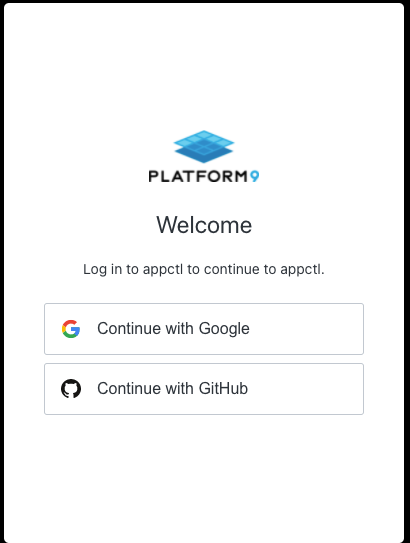 PLATFORM9
Welcome
Log in to appctl to continue to appctl.
Continue with Google
Continue with GitHub